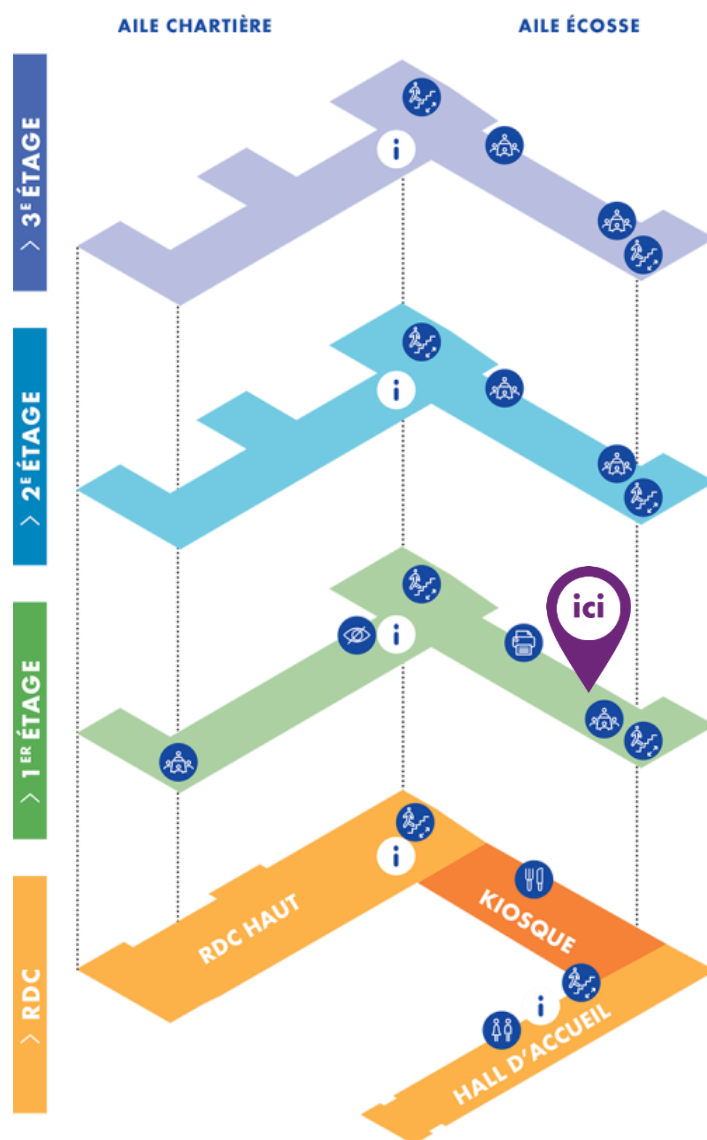 AILE CHARTIÈRE
AILE ÉCOSSE
> 3E ÉTAGE
i
> 2E ÉTAGE
i
> 1ER ÉTAGE
i
ici
> RDC
i
RDC HAUT
KIOSQUE
i
HALL D'ACCUEIL